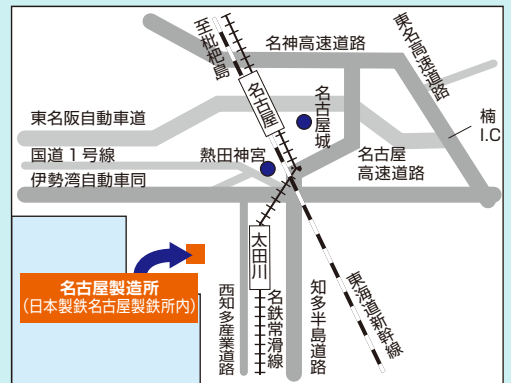 至枇杷島
名神高速道路
東名高速道路
名古屋
名古屋城
東名阪自動車道
楠
I.C
国道1号線
熱田神宮
名古屋
高速道路
伊勢湾自動車同
太田川
名古屋製造所
(日本製鉄名古屋製鉄所内)
西知多産業道路
名鉄常滑線
知多半島道路
東海道新幹線